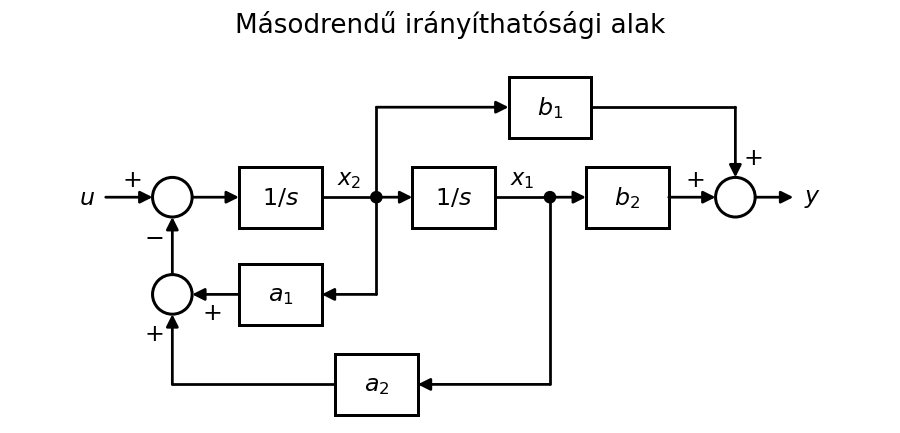 Másodrendű irányíthatósági alak
b₁
u
+
1/s
x₂
1/s
x₁
b₂
+
+
y
−
a₁
+
+
a₂